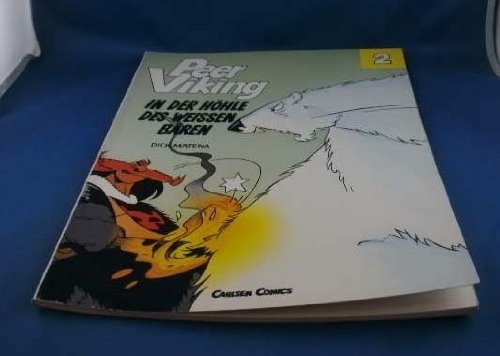 2
Peer
Viking
IN DER HÖHLE
DES WEISSEN
BÄREN
DICK MATENA
CARLSEN COMICS